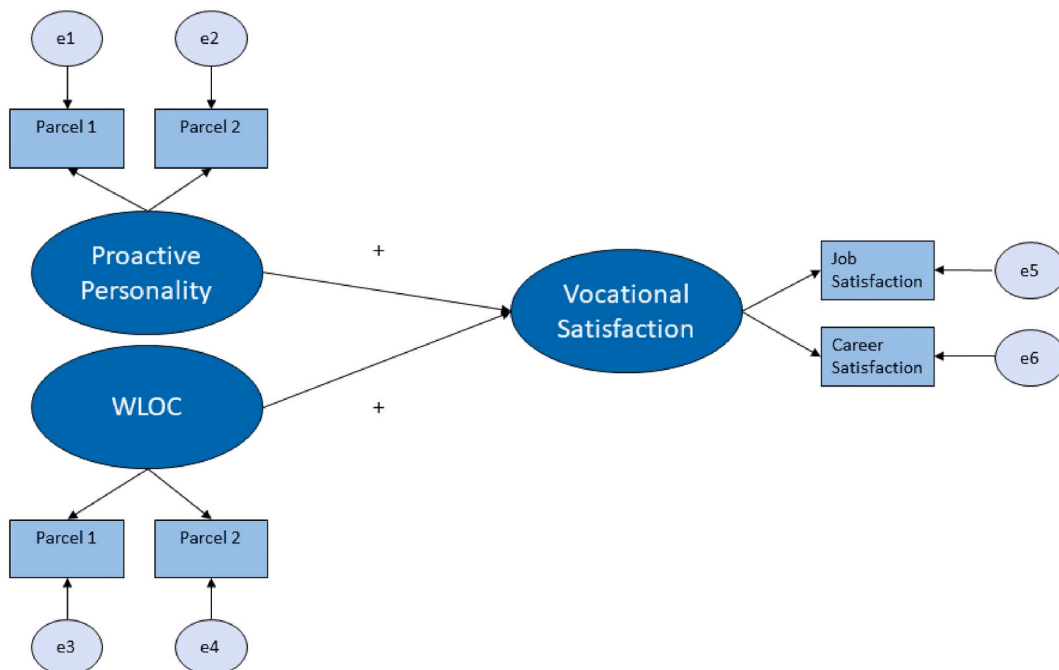 e1
e2
Parcel 1
Parcel 2
Proactive
Personality
+
Vocational
Satisfaction
Job
Satisfaction
e5
Career
Satisfaction
e6
WLOC
+
Parcel 1
Parcel 2
e3
e4